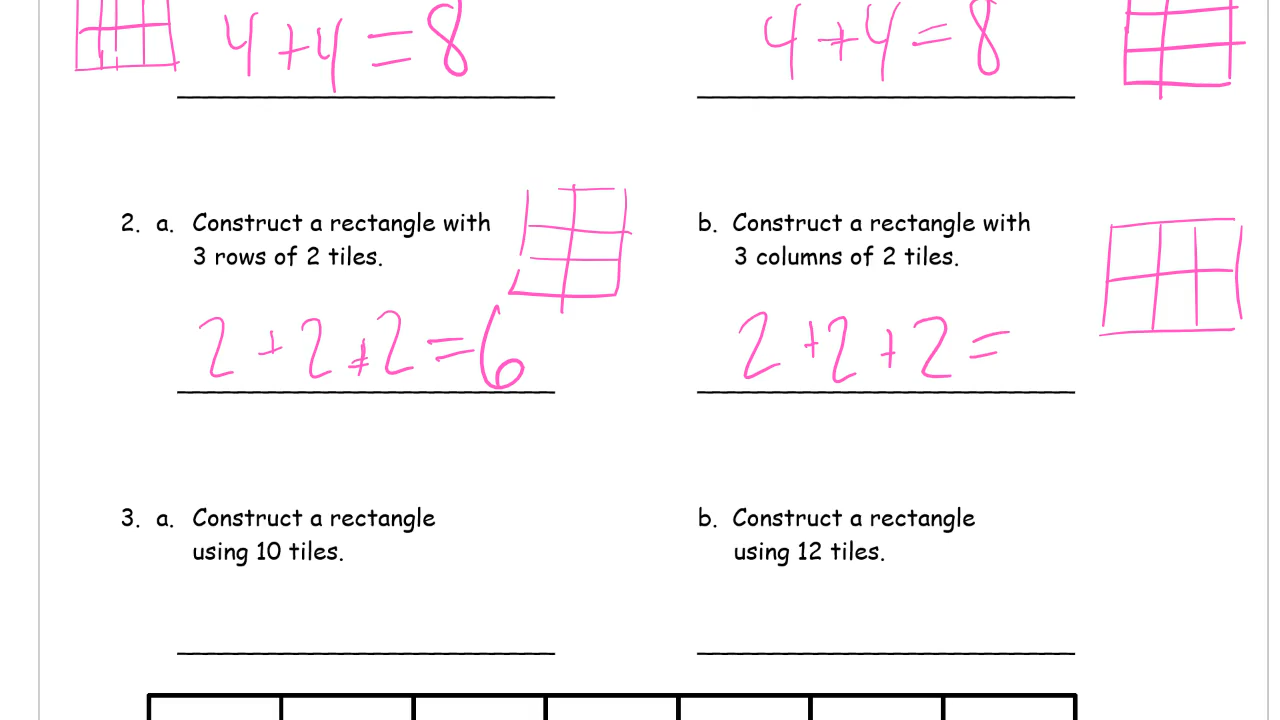 4+4=8
4+4=8
2. a. Construct a rectangle with
3 rows of 2 tiles.
2+2+2=6
b. Construct a rectangle with
3 columns of 2 tiles.
2+2+2=
3. a. Construct a rectangle
using 10 tiles.
b. Construct a rectangle
using 12 tiles.